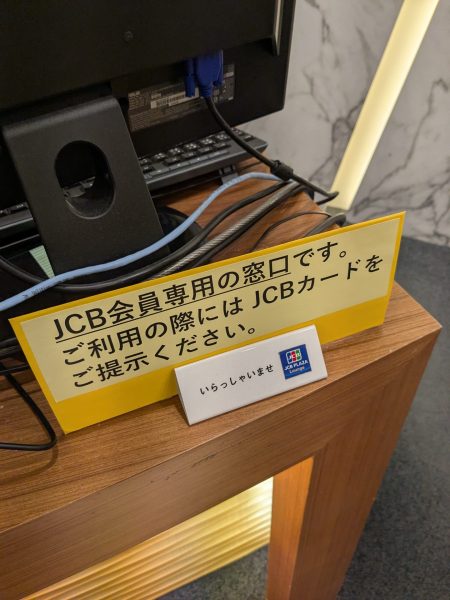 JCB会員専用の窓口です。
ご利用の際には JCBカードを
ご提示ください。
いらっしゃいませ
JCB
JCB PLAZA
Lounge